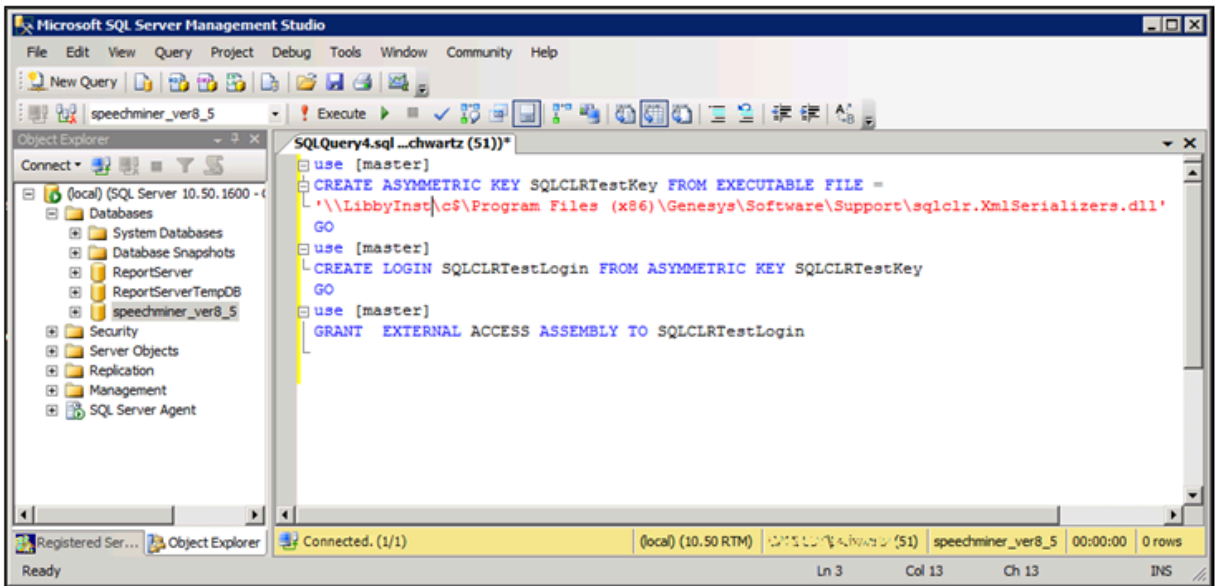 Microsoft SQL Server Management Studio
File Edit View Query Project Debug Tools Window Community Help
New Query
speechminer_ver8_5 Execute
Object Explorer
SQLQuery4.sql ...chwartz (51))*
Connect
(local) (SQL Server 10.50.1600 -
Databases
System Databases
Database Snapshots
ReportServer
ReportServerTempDB
speechminer_ver8_5
Security
Server Objects
Replication
Management
SQL Server Agent
use [master]
CREATE ASYMMETRIC KEY SQLCLRTestKey FROM EXECUTABLE FILE =
'\\LibbyInst\c$\Program Files (x86)\Genesys\Software\Support\sqlclr.XmlSerializers.dll'
GO
use [master]
CREATE LOGIN SQLCLRTestLogin FROM ASYMMETRIC KEY SQLCLRTestKey
GO
use [master]
GRANT EXTERNAL ACCESS ASSEMBLY TO SQLCLRTestLogin
Registered Ser... Object Explorer
Connected. (1/1) (local) (10.50 RTM) (51) speechminer_ver8_5 00:00:00 0 rows
Ready Ln 3 Col 13 Ch 13 INS